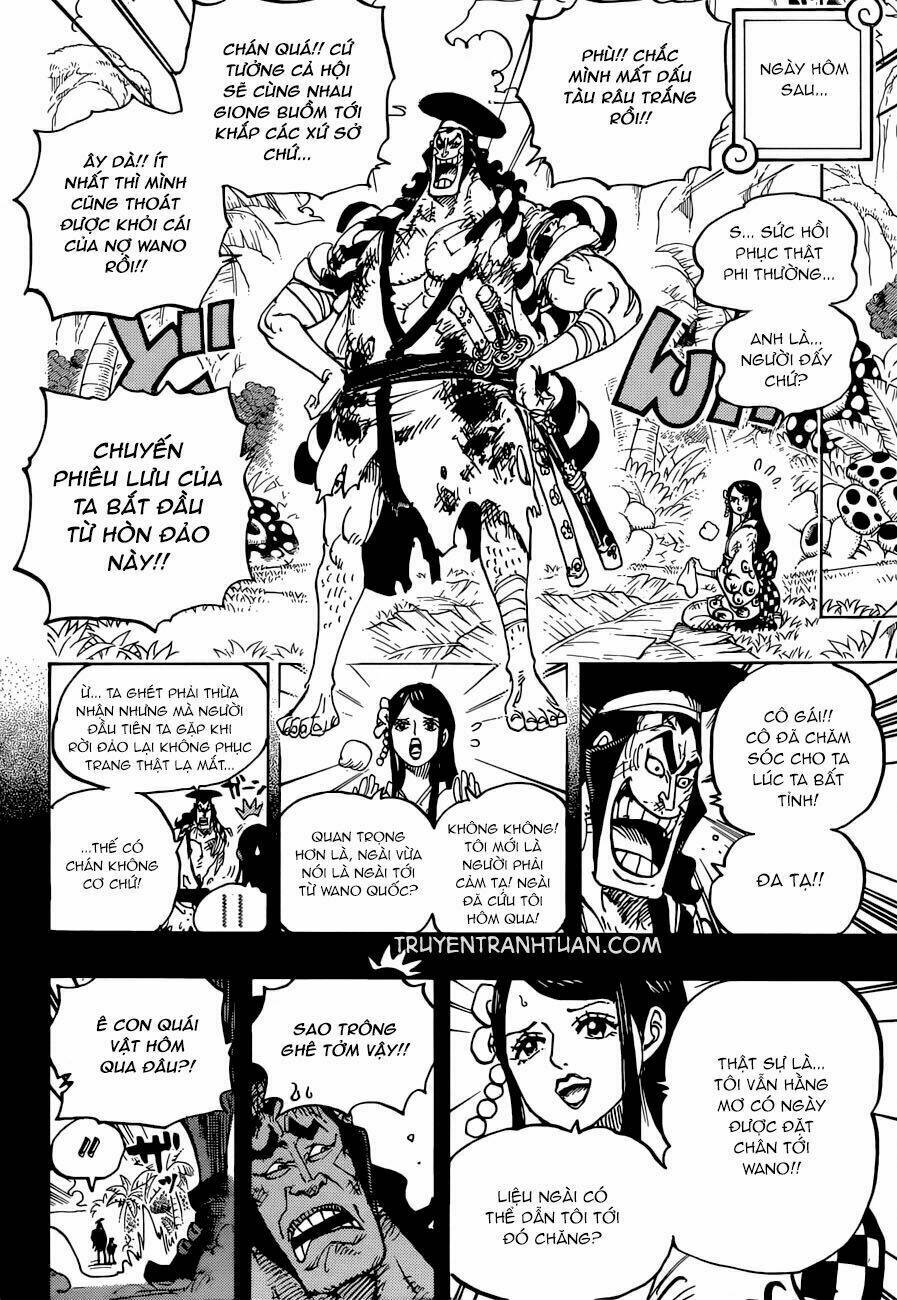 NGÀY HÔM
SAU...
PHÙ!! CHẮC
MÌNH MẤT DẤU
TÀU RÂU TRẮNG
RỒI!!
CHÁN QUÁ!! CỨ
TƯỞNG CẢ HỘI
SẼ CÙNG NHAU
GIONG BUỒM TỚI
KHẮP CÁC XỨ SỞ
CHỨ...
ÂY DÀ!! ÍT
NHẤT THÌ MÌNH
CŨNG THOÁT
ĐƯỢC KHỎI CÁI
CỦA NỢ WANO
RỒI!!
S... SỨC HỒI
PHỤC THẬT
PHI THƯỜNG...
ANH LÀ...
NGƯỜI ĐẤY
CHỨ?
CHUYẾN
PHIÊU LƯU CỦA
TA BẮT ĐẦU
TỪ HÒN ĐẢO
NÀY!!
CÔ GÁI!!
CÔ ĐÃ CHĂM
SÓC CHO TA
LÚC TA BẤT
TỈNH!
ĐA TẠ!!
KHÔNG KHÔNG!
TÔI MỚI LÀ
NGƯỜI PHẢI
CẢM TẠ! NGÀI
ĐÃ CỨU TÔI
HÔM QUA!
QUAN TRỌNG
HƠN LÀ, NGÀI VỪA
NÓI LÀ NGÀI TỚI
TỪ WANO QUỐC?
Ừ... TA GHÉT PHẢI THỪA
NHẬN NHƯNG MÀ NGƯỜI
ĐẦU TIÊN TA GẶP KHI
RỜI ĐẢO LẠI KHÔNG PHỤC
TRANG THẬT LẠ MẮT...
...THẾ CÓ
CHÁN KHÔNG
CƠ CHỨ!
!!
TRUYENTRANHTUAN.COM
THẬT SỰ LÀ...
TÔI VẪN HẰNG
MƠ CÓ NGÀY
ĐƯỢC ĐẶT
CHÂN TỚI
WANO!!
LIỆU NGÀI CÓ
THỂ DẪN TÔI TỚI
ĐÓ CHĂNG?
SAO TRÔNG
GHÊ TỞM VẬY!!
Ê CON QUÁI
VẬT HÔM
QUA ĐÂU?!
!!